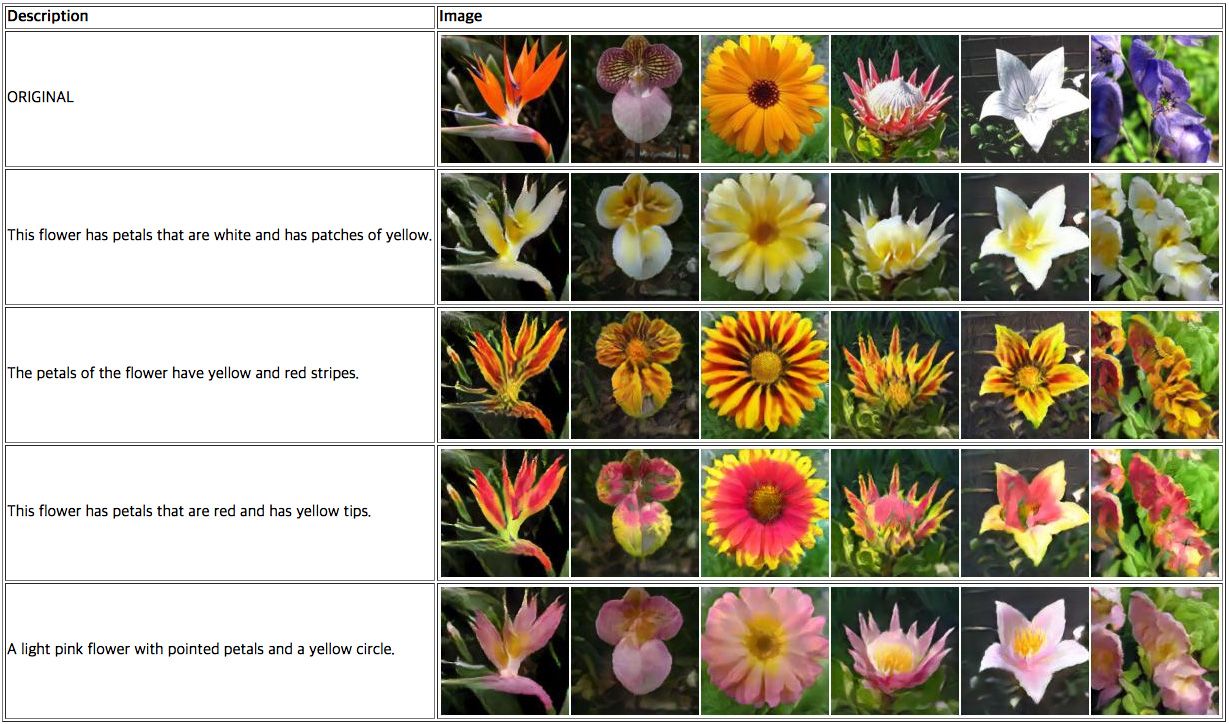 Description
Image
ORIGINAL
This flower has petals that are white and has patches of yellow.
The petals of the flower have yellow and red stripes.
This flower has petals that are red and has yellow tips.
A light pink flower with pointed petals and a yellow circle.